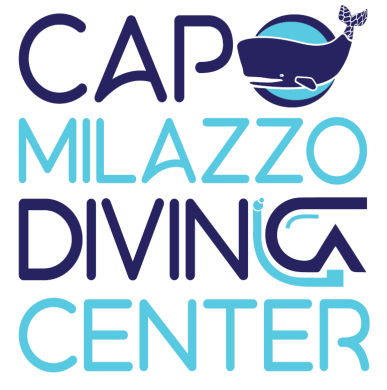 CAPO
MILAZZO
DIVING
CENTER